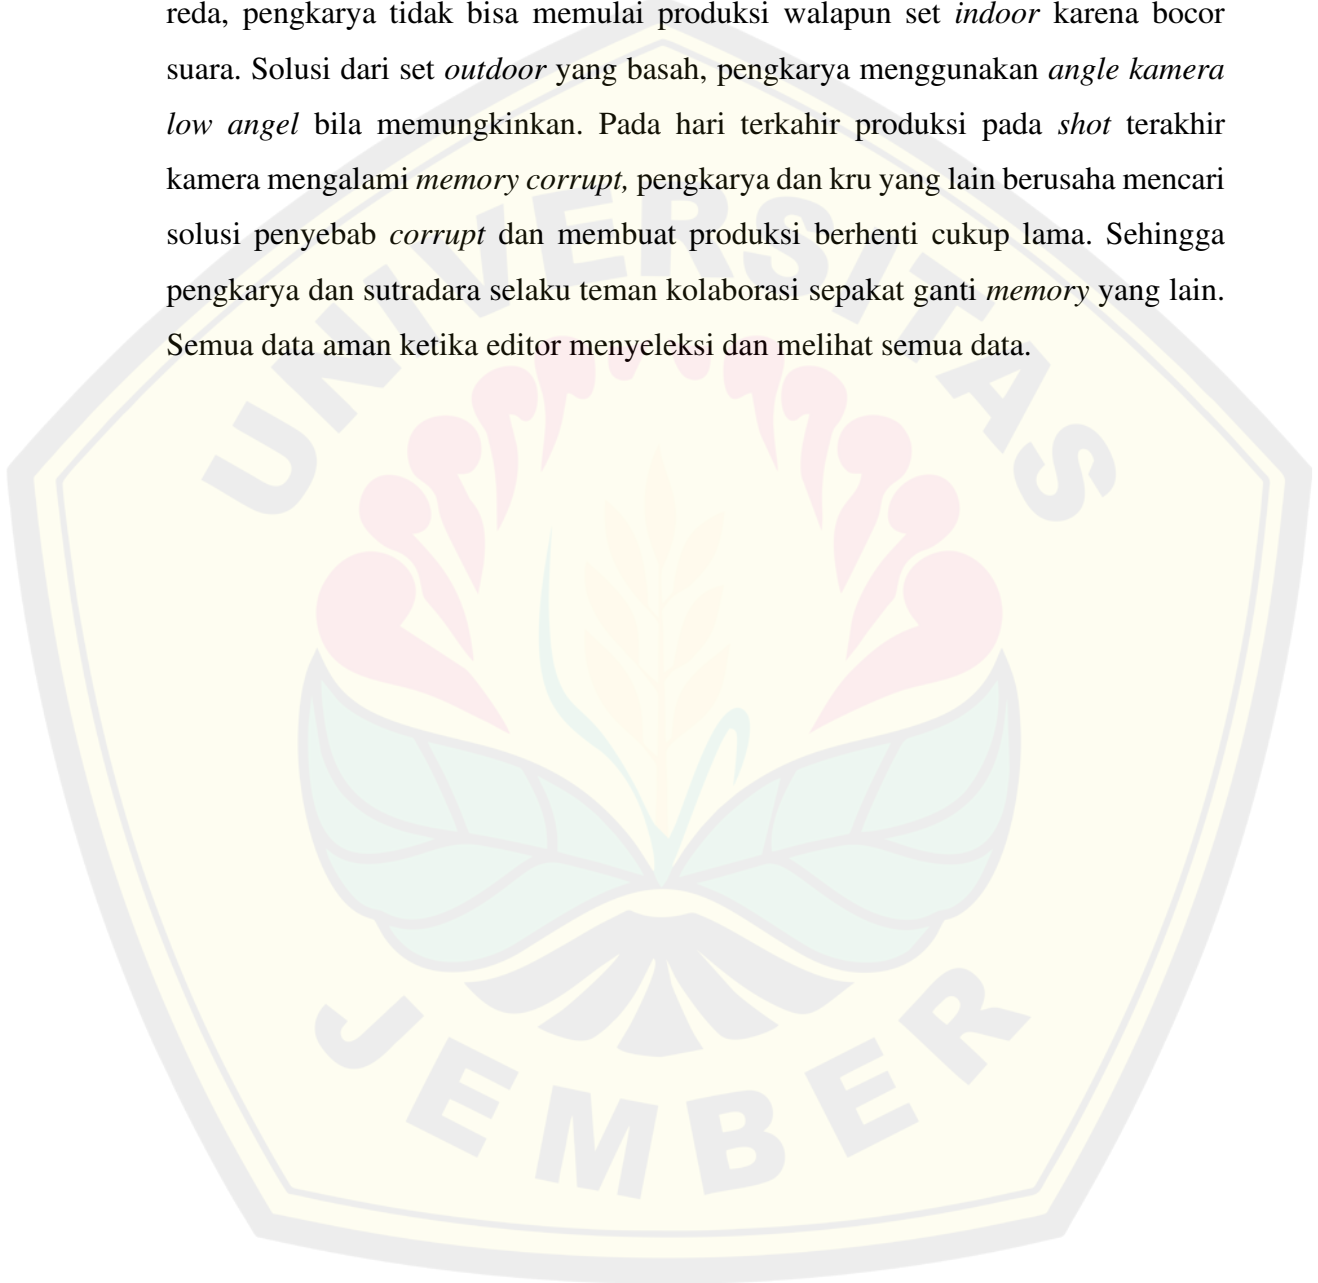 reda, pengkarya tidak bisa memulai produksi walapun set indoor karena bocor
suara. Solusi dari set outdoor yang basah, pengkarya menggunakan angle kamera
low angel bila memungkinkan. Pada hari terkahir produksi pada shot terakhir
kamera mengalami memory corrupt, pengkarya dan kru yang lain berusaha mencari
solusi penyebab corrupt dan membuat produksi berhenti cukup lama. Sehingga
pengkarya dan sutradara selaku teman kolaborasi sepakat ganti memory yang lain.
Semua data aman ketika editor menyeleksi dan melihat semua data.
UNIVERSITAS
JEMBER